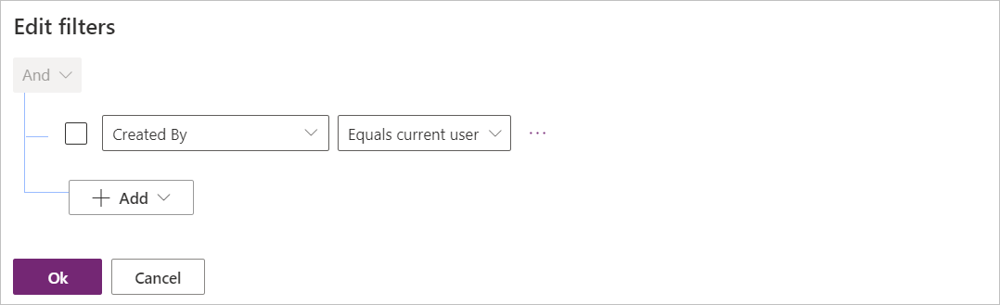 Edit filters
And
Created By Equals current user ...
Add
Ok Cancel